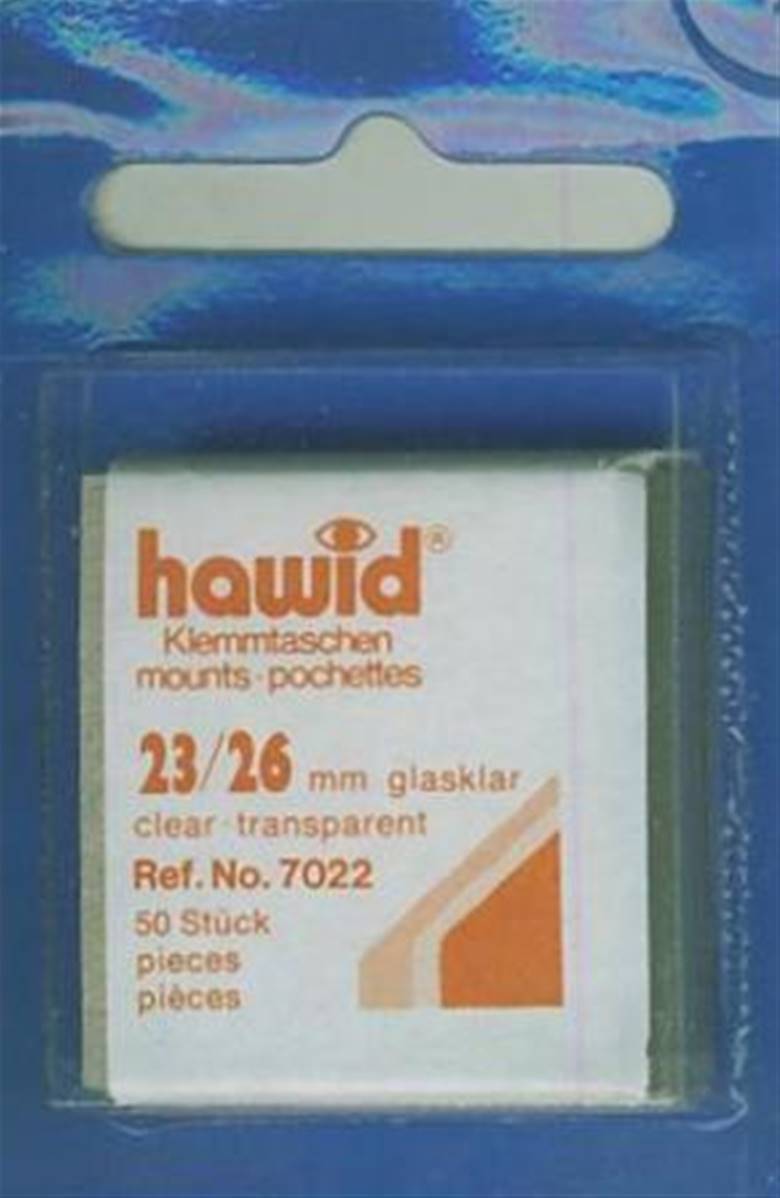 hawid®
Klemmtaschen
mounts-pochettes
23/26 mm glasklar
clear-transparent
Ref. No. 7022
50 Stück
pieces
pièces